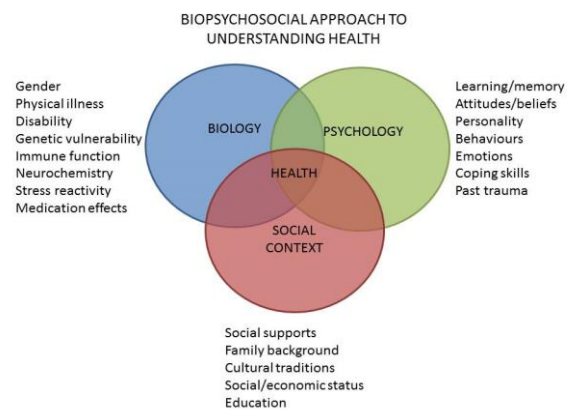 BIOPSYCHOSOCIAL APPROACH TO
UNDERSTANDING HEALTH
Gender
Physical illness
Disability
Genetic vulnerability
Immune function
Neurochemistry
Stress reactivity
Medication effects
BIOLOGY
PSYCHOLOGY
HEALTH
SOCIAL
CONTEXT
Learning/memory
Attitudes/beliefs
Personality
Behaviours
Emotions
Coping skills
Past trauma
Social supports
Family background
Cultural traditions
Social/economic status
Education